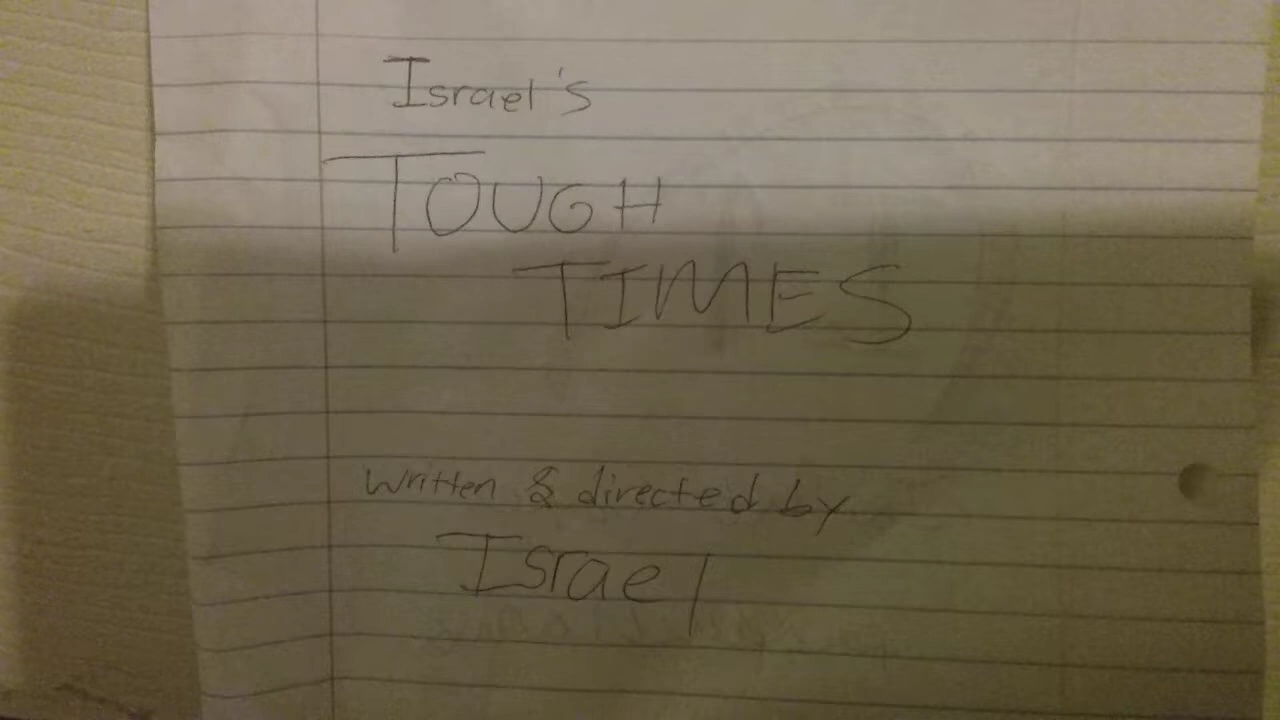 Israel's
TOUGH
TIMES
Written & directed by
Israel